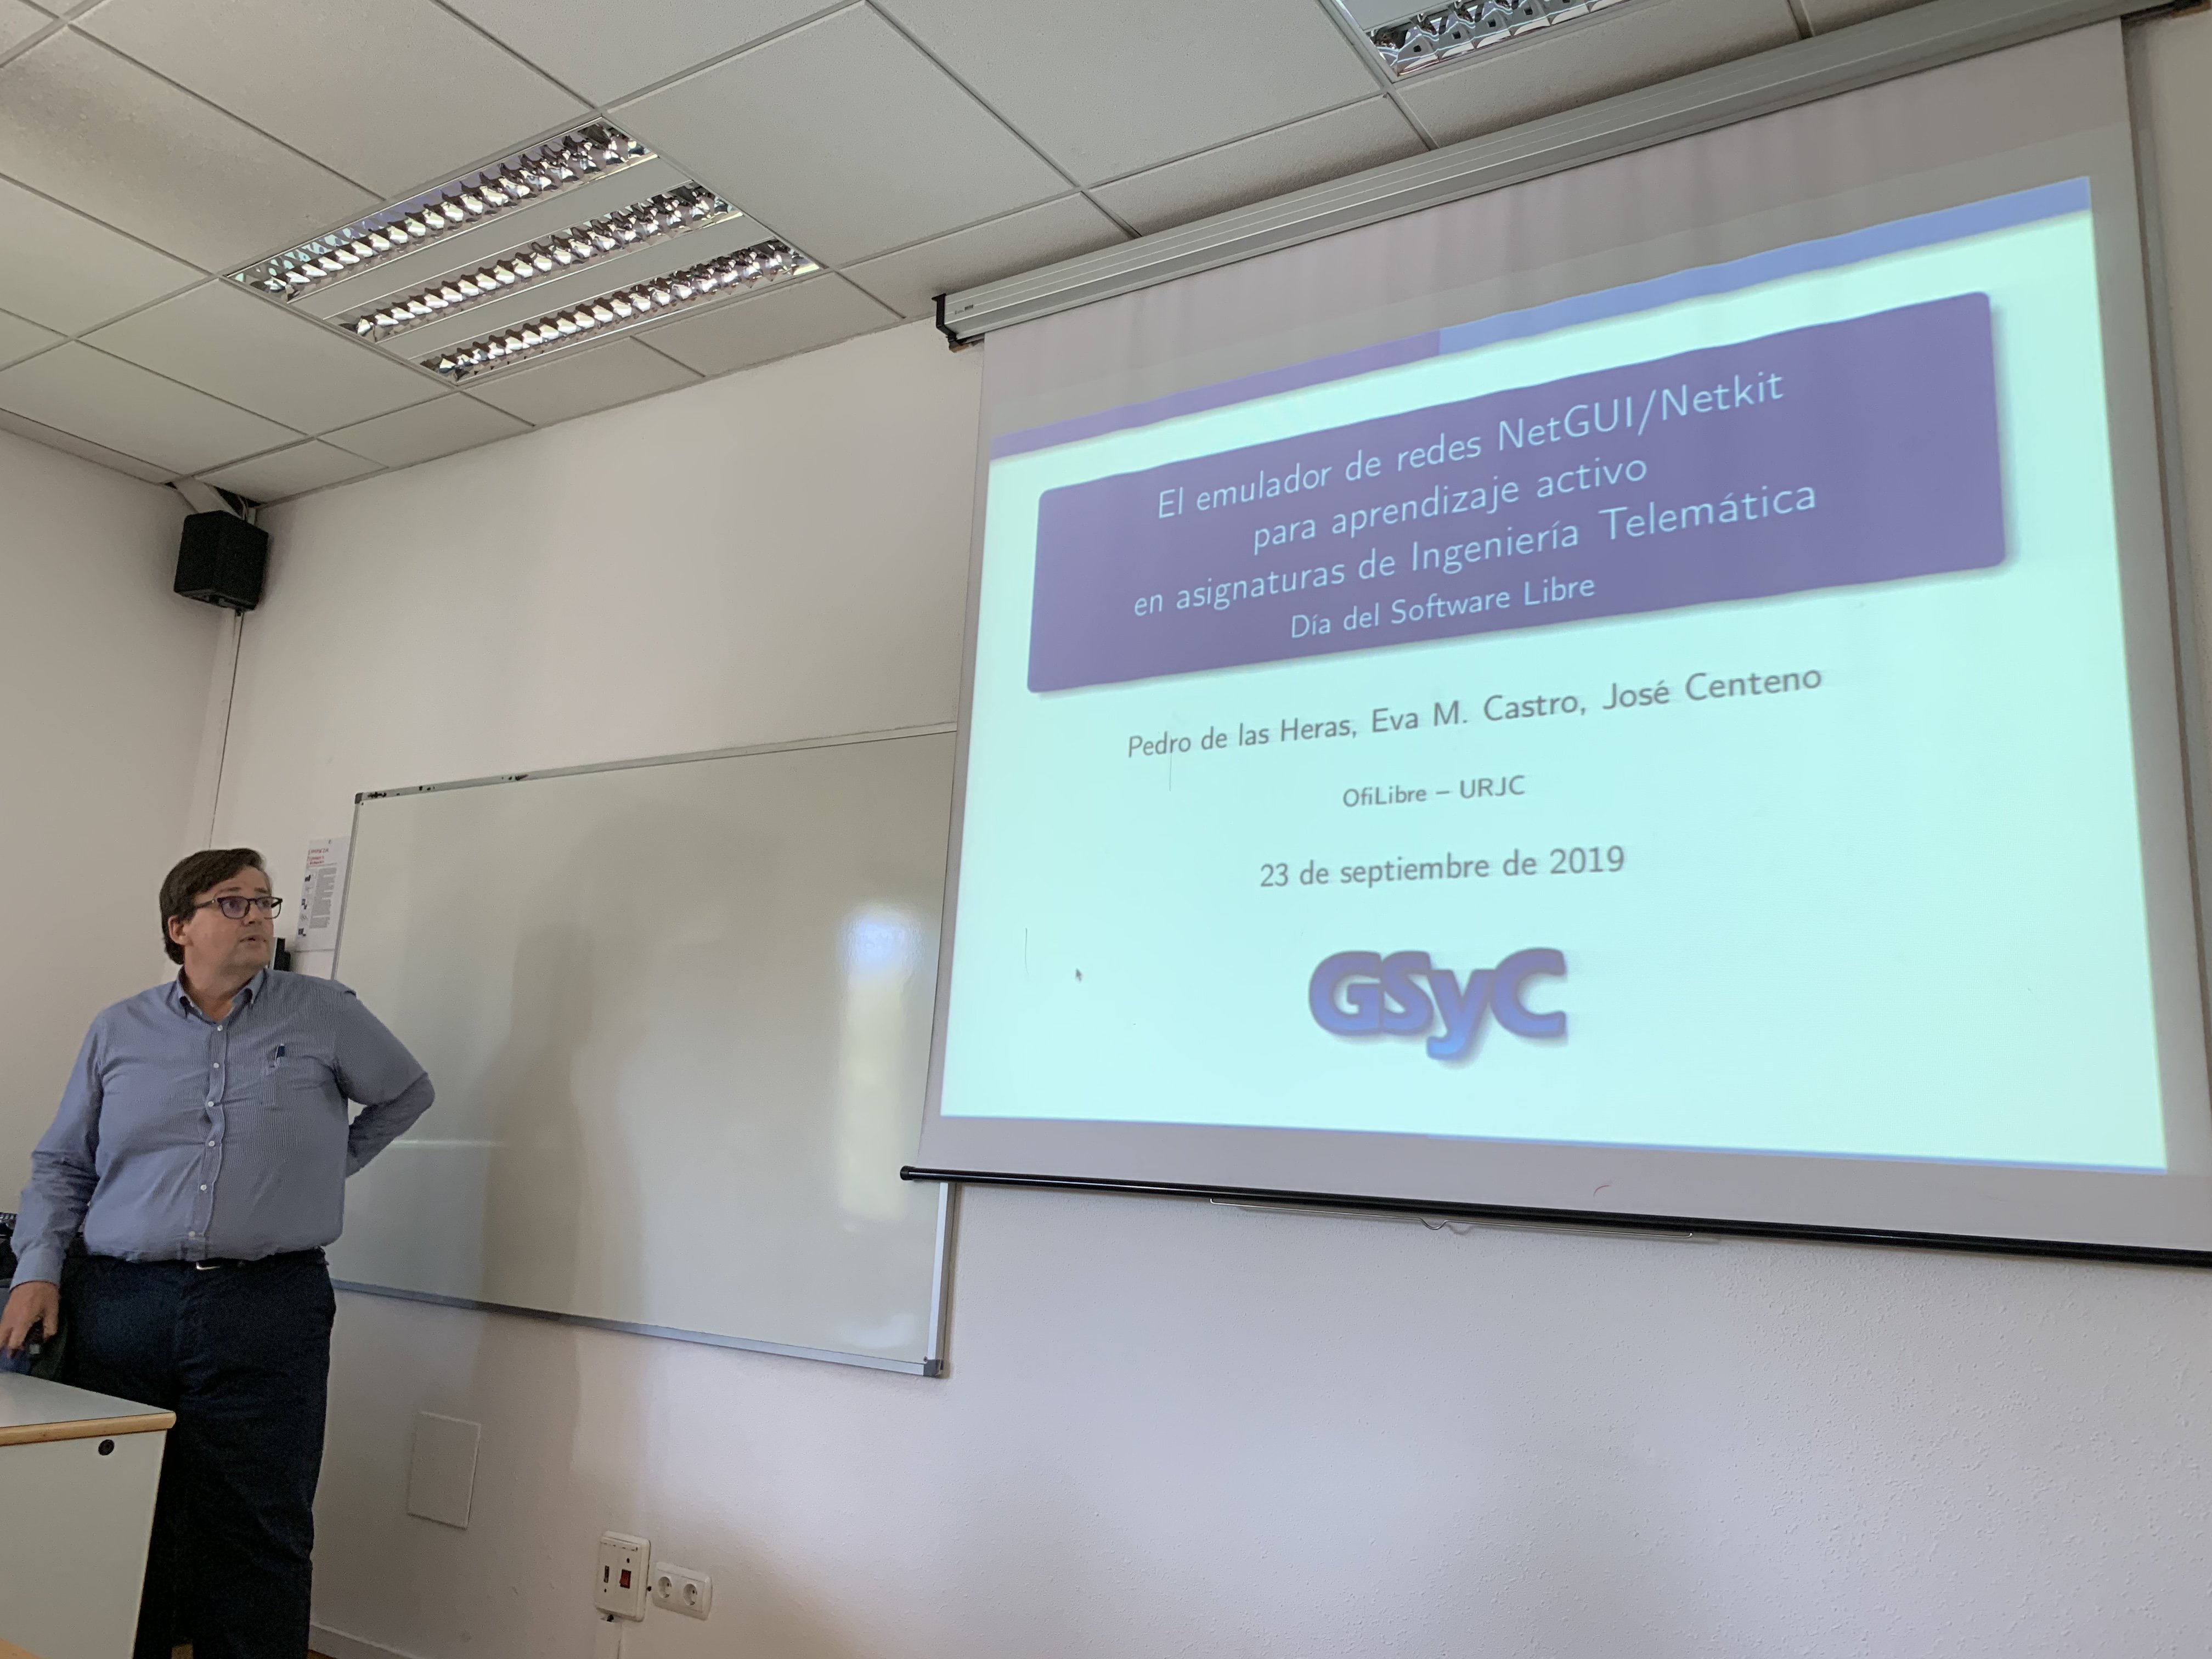 El emulador de redes NetGUI/Netkit
para aprendizaje activo
en asignaturas de Ingeniería Telemática
Día del Software Libre
Pedro de las Heras, Eva M. Castro, José Centeno
OfiLibre – URJC
23 de septiembre de 2019
GSyC